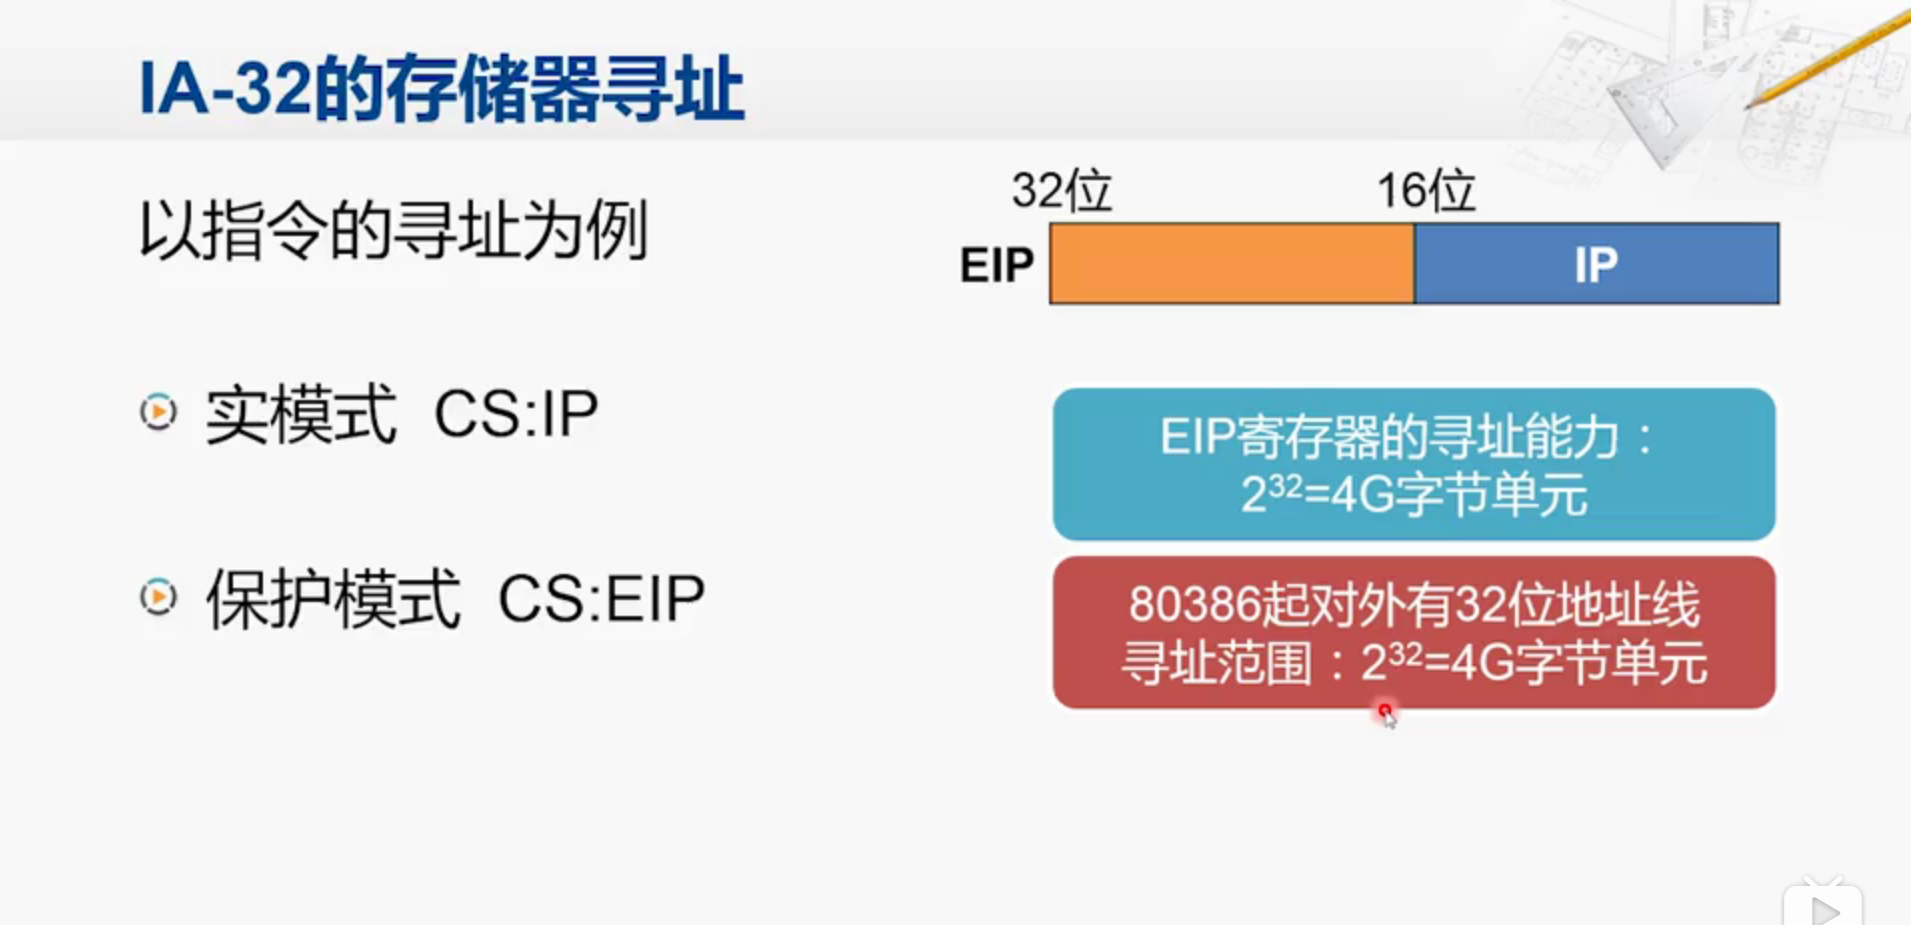 IA-32的存储器寻址
以指令的寻址为例
32位 16位
EIP IP
实模式 CS:IP
保护模式 CS:EIP
EIP寄存器的寻址能力：
2³²=4G字节单元
80386起对外有32位地址线
寻址范围：2³²=4G字节单元